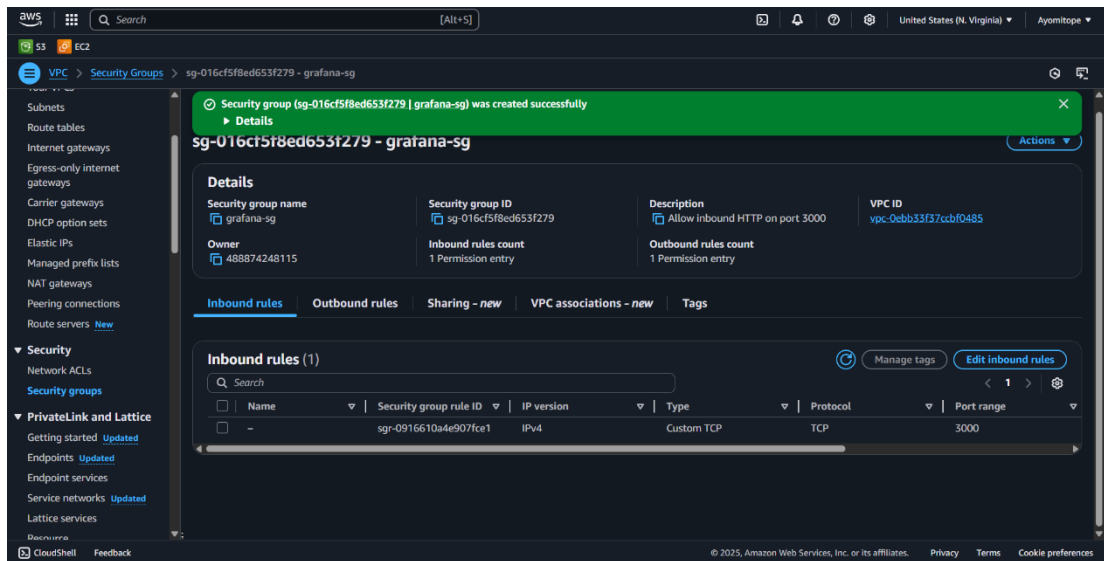 aws Search [Alt+S] United States (N. Virginia) Ayomitope
S3 EC2
VPC > Security Groups > sg-016cf5f8ed653f279 - grafana-sg
Subnets
Route tables
Internet gateways
Egress-only internet
gateways
Carrier gateways
DHCP option sets
Elastic IPs
Managed prefix lists
NAT gateways
Peering connections
Route servers New
Security
Network ACLs
Security groups
PrivateLink and Lattice
Getting started Updated
Endpoints Updated
Endpoint services
Service networks Updated
Lattice services
Resource
Security group (sg-016cf5f8ed653f279 | grafana-sg) was created successfully
Details
sg-016cf5f8ed653f279 - grafana-sg Actions
Details
Security group name Security group ID Description VPC ID
grafana-sg sg-016cf5f8ed653f279 Allow inbound HTTP on port 3000 vpc-0ebb33f37ccbf0485
Owner Inbound rules count Outbound rules count
488874248115 1 Permission entry 1 Permission entry
Inbound rules Outbound rules Sharing - new VPC associations - new Tags
Inbound rules (1) Manage tags Edit inbound rules
Search < 1 >
Name Security group rule ID IP version Type Protocol Port range
– sgr-0916610a4e907fce1 IPv4 Custom TCP TCP 3000
CloudShell Feedback © 2025, Amazon Web Services, Inc. or its affiliates. Privacy Terms Cookie preferences